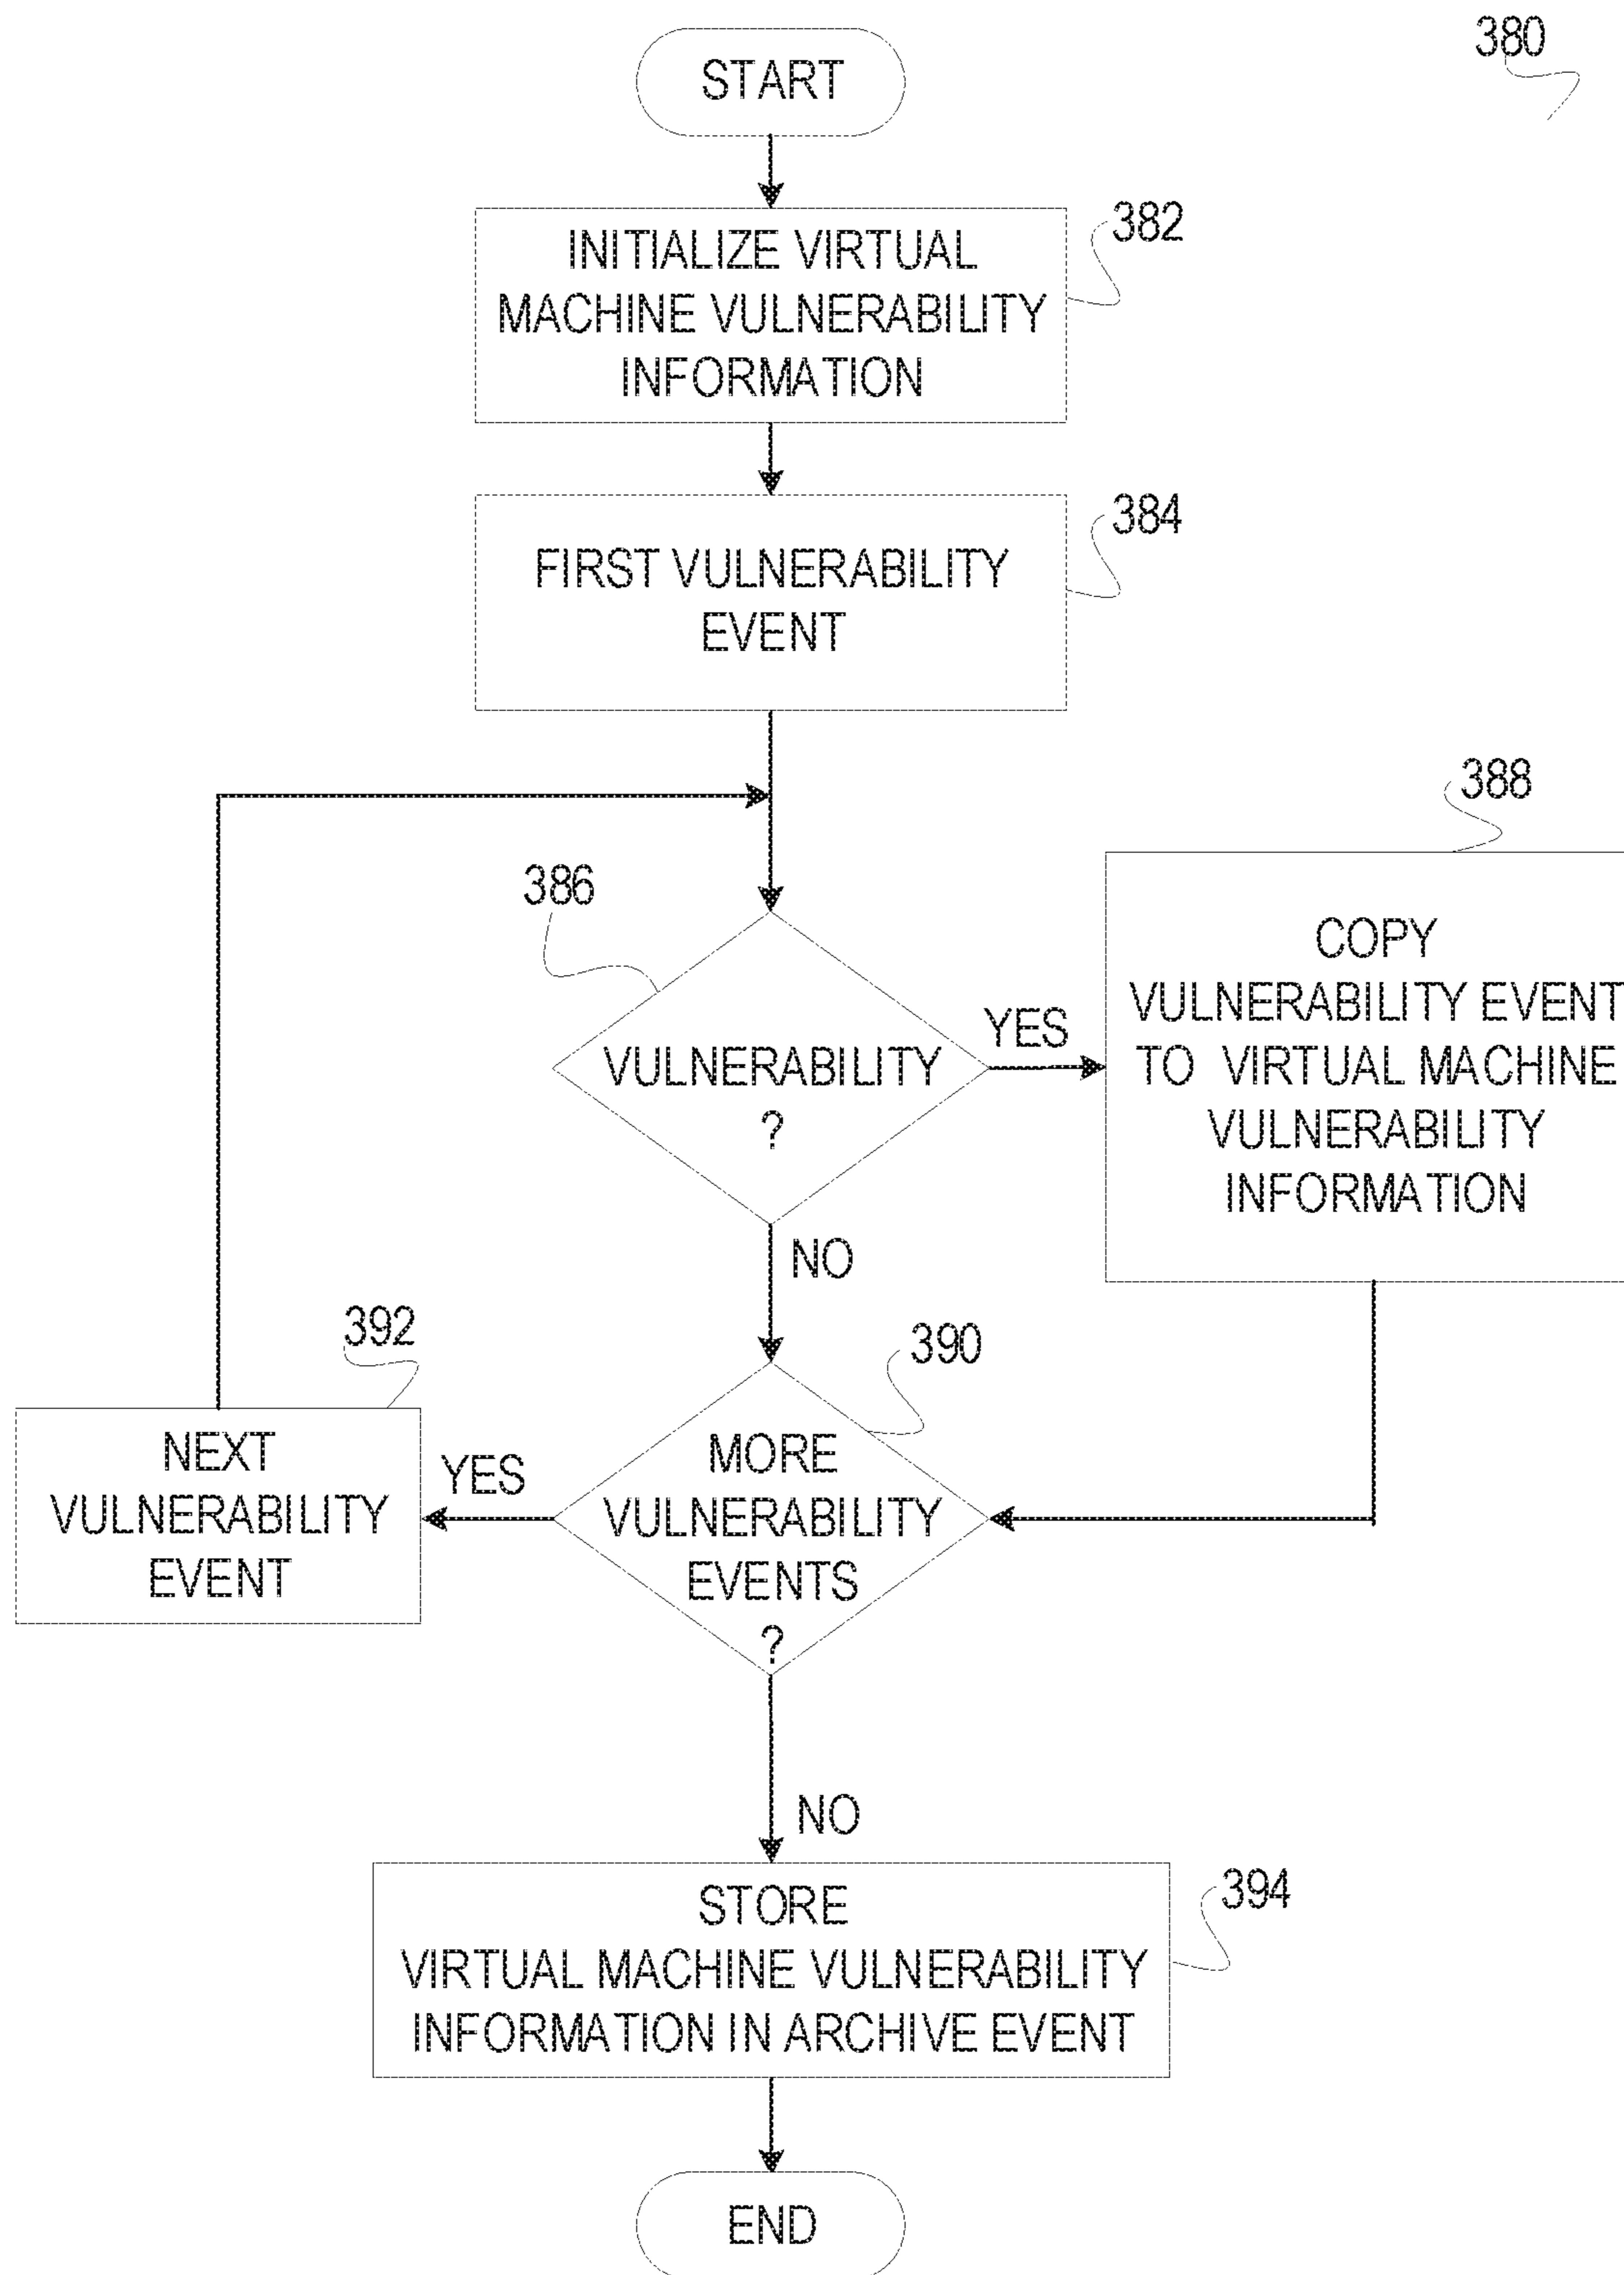 380
START
382
INITIALIZE VIRTUAL
MACHINE VULNERABILITY
INFORMATION
384
FIRST VULNERABILITY
EVENT
386
VULNERABILITY
?
YES
388
COPY
VULNERABILITY EVENT
TO VIRTUAL MACHINE
VULNERABILITY
INFORMATION
NO
390
MORE
VULNERABILITY
EVENTS
?
YES
392
NEXT
VULNERABILITY
EVENT
NO
394
STORE
VIRTUAL MACHINE VULNERABILITY
INFORMATION IN ARCHIVE EVENT
END